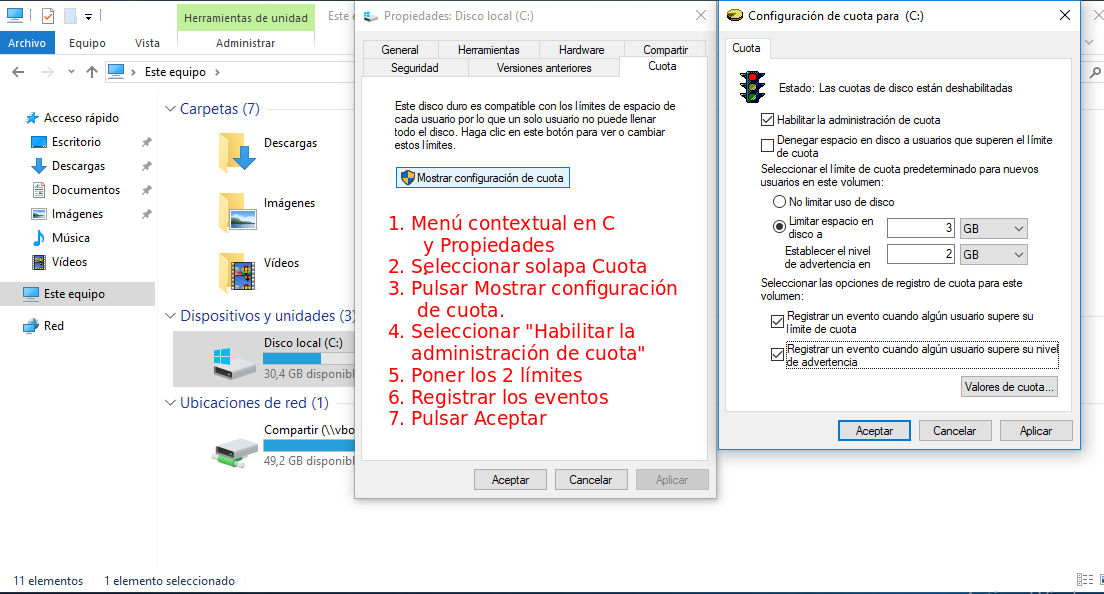 Herramientas de unidad
Este e
Archivo
Equipo
Vista
Administrar
Este equipo
Acceso rápido
Escritorio
Descargas
Documentos
Imágenes
Música
Vídeos
Este equipo
Red
Carpetas (7)
Descargas
Imágenes
Vídeos
Dispositivos y unidades (3)
Disco local (C:)
30,4 GB disponibl
Ubicaciones de red (1)
Compartir (\\vbo
49,2 GB disponibl
11 elementos
1 elemento seleccionado
Propiedades: Disco local (C:)
General
Herramientas
Hardware
Compartir
Seguridad
Versiones anteriores
Cuota
Este disco duro es compatible con los límites de espacio de
cada usuario por lo que un solo usuario no puede llenar
todo el disco. Haga clic en este botón para ver o cambiar
estos límites.
Mostrar configuración de cuota
1. Menú contextual en C
y Propiedades
2. Seleccionar solapa Cuota
3. Pulsar Mostrar configuración
de cuota.
4. Seleccionar "Habilitar la
administración de cuota"
5. Poner los 2 límites
6. Registrar los eventos
7. Pulsar Aceptar
Aceptar
Cancelar
Aplicar
Configuración de cuota para (C:)
Cuota
Estado: Las cuotas de disco están deshabilitadas
Habilitar la administración de cuota
Denegar espacio en disco a usuarios que superen el límite
de cuota
Seleccionar el límite de cuota predeterminado para nuevos
usuarios en este volumen:
No limitar uso de disco
Limitar espacio en
disco a
3
GB
Establecer el nivel
de advertencia en
2
GB
Seleccionar las opciones de registro de cuota para este
volumen:
Registrar un evento cuando algún usuario supere su
límite de cuota
Registrar un evento cuando algún usuario supere su nivel
de advertencia
Valores de cuota...
Aceptar
Cancelar
Aplicar